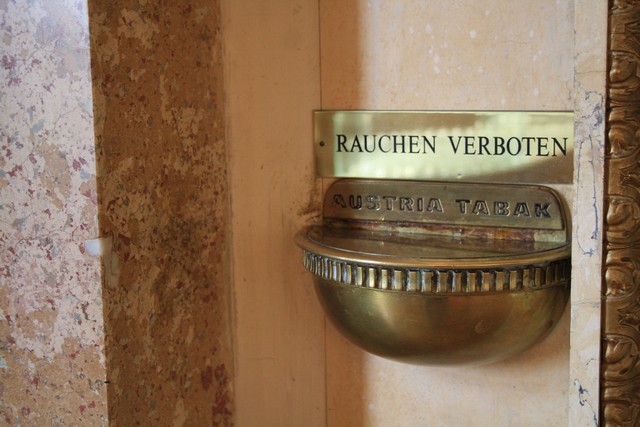 RAUCHEN VERBOTEN
AUSTRIA TABAK